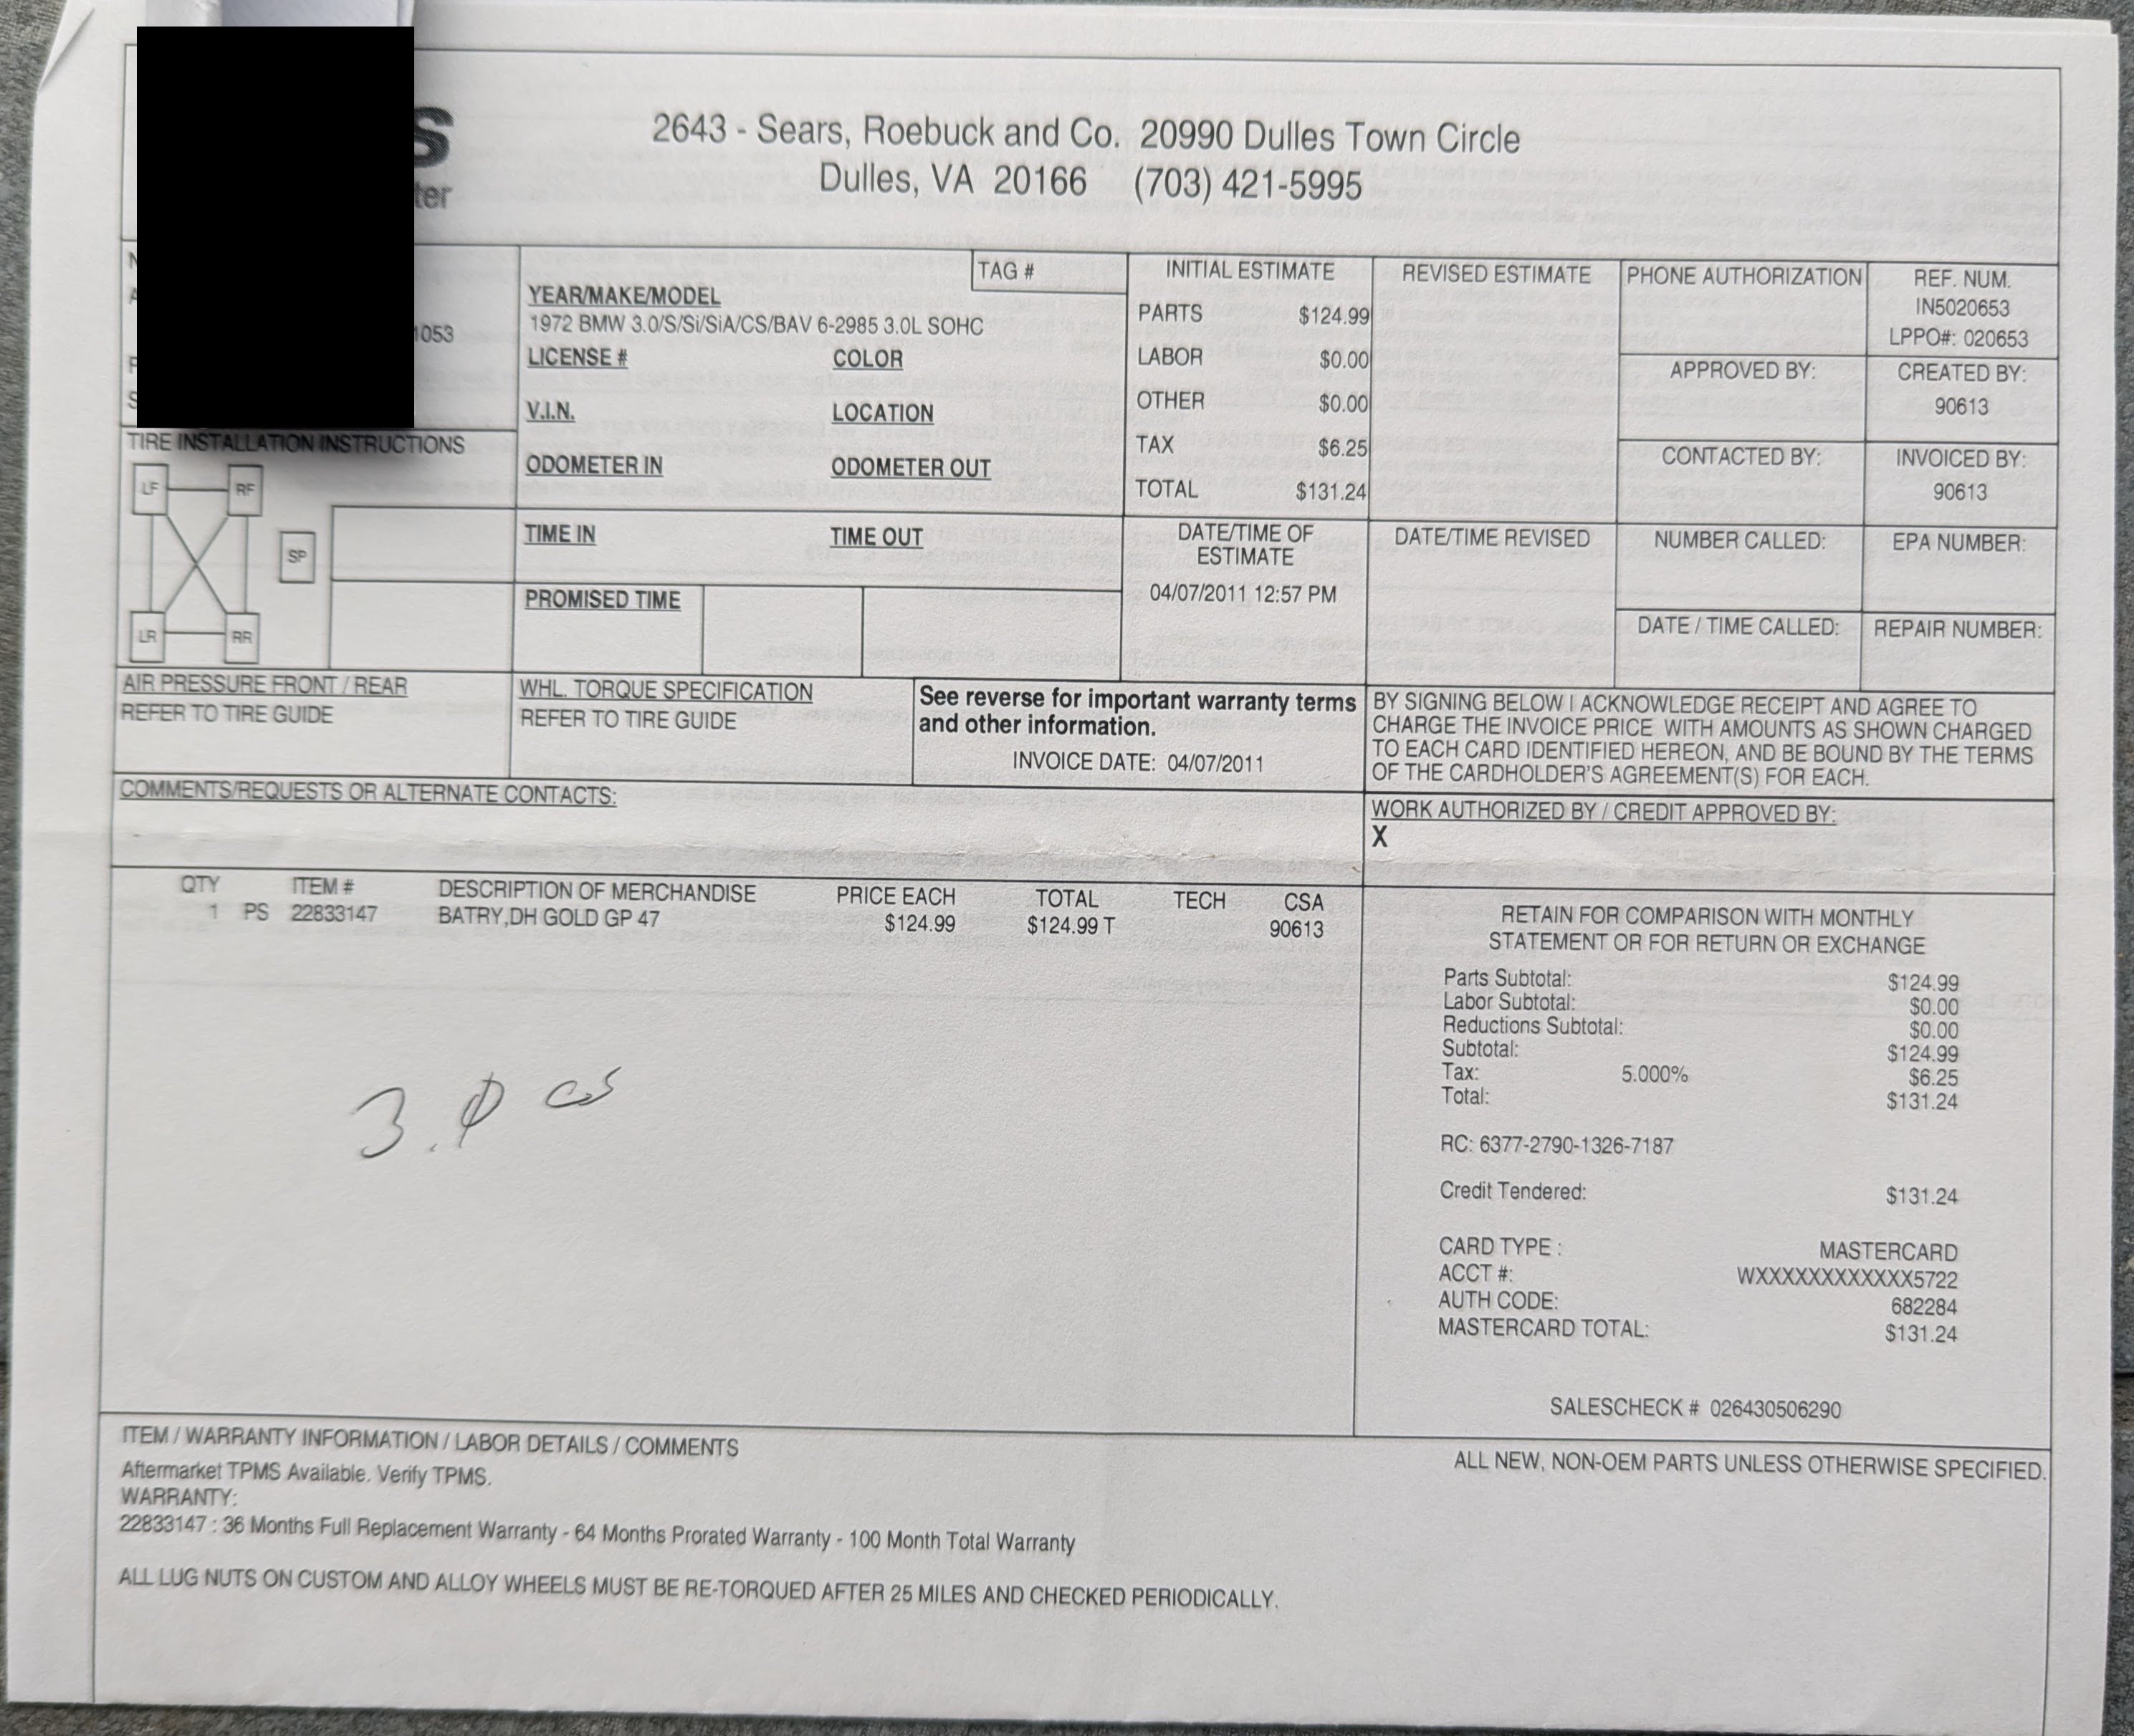 S
ter
2643 - Sears, Roebuck and Co. 20990 Dulles Town Circle
Dulles, VA 20166 (703) 421-5995
1053
TAG #
YEAR/MAKE/MODEL
1972 BMW 3.0/S/Si/SiA/CS/BAV 6-2985 3.0L SOHC
LICENSE # COLOR
V.I.N. LOCATION
ODOMETER IN ODOMETER OUT
TIME IN TIME OUT
PROMISED TIME
INITIAL ESTIMATE
PARTS $124.99
LABOR $0.00
OTHER $0.00
TAX $6.25
TOTAL $131.24
DATE/TIME OF
ESTIMATE
04/07/2011 12:57 PM
REVISED ESTIMATE
DATE/TIME REVISED
PHONE AUTHORIZATION
APPROVED BY:
CONTACTED BY:
NUMBER CALLED:
DATE / TIME CALLED:
REF. NUM.
IN5020653
LPPO#: 020653
CREATED BY:
90613
INVOICED BY:
90613
EPA NUMBER:
REPAIR NUMBER:
TIRE INSTALLATION INSTRUCTIONS
LF RF
SP
LR RR
AIR PRESSURE FRONT / REAR
REFER TO TIRE GUIDE
WHL. TORQUE SPECIFICATION
REFER TO TIRE GUIDE
See reverse for important warranty terms
and other information.
INVOICE DATE: 04/07/2011
BY SIGNING BELOW I ACKNOWLEDGE RECEIPT AND AGREE TO
CHARGE THE INVOICE PRICE WITH AMOUNTS AS SHOWN CHARGED
TO EACH CARD IDENTIFIED HEREON, AND BE BOUND BY THE TERMS
OF THE CARDHOLDER'S AGREEMENT(S) FOR EACH.
COMMENTS/REQUESTS OR ALTERNATE CONTACTS:
WORK AUTHORIZED BY / CREDIT APPROVED BY:
X
QTY ITEM # DESCRIPTION OF MERCHANDISE PRICE EACH TOTAL TECH CSA
1 PS 22833147 BATRY,DH GOLD GP 47 $124.99 $124.99 T 90613
3.0 CS
RETAIN FOR COMPARISON WITH MONTHLY
STATEMENT OR FOR RETURN OR EXCHANGE
Parts Subtotal: $124.99
Labor Subtotal: $0.00
Reductions Subtotal: $0.00
Subtotal: $124.99
Tax: 5.000% $6.25
Total: $131.24
RC: 6377-2790-1326-7187
Credit Tendered: $131.24
CARD TYPE : MASTERCARD
ACCT #: WXXXXXXXXXXXX5722
AUTH CODE: 682284
MASTERCARD TOTAL: $131.24
SALESCHECK # 026430506290
ITEM / WARRANTY INFORMATION / LABOR DETAILS / COMMENTS
ALL NEW, NON-OEM PARTS UNLESS OTHERWISE SPECIFIED.
Aftermarket TPMS Available. Verify TPMS.
WARRANTY:
22833147 : 36 Months Full Replacement Warranty - 64 Months Prorated Warranty - 100 Month Total Warranty
ALL LUG NUTS ON CUSTOM AND ALLOY WHEELS MUST BE RE-TORQUED AFTER 25 MILES AND CHECKED PERIODICALLY.